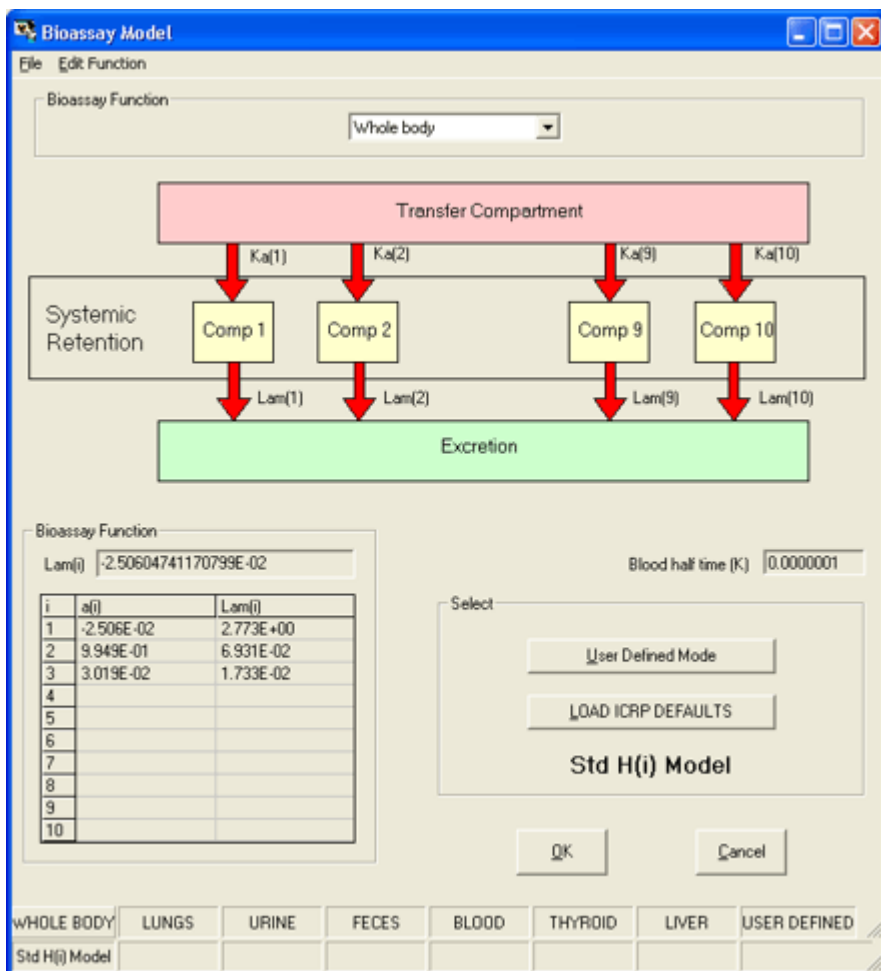 Bioassay Model
File Edit Function
Bioassay Function
Whole body
Transfer Compartment
Ka(1) Ka(2) Ka(9) Ka(10)
Systemic
Retention
Comp 1 Comp 2 Comp 9 Comp 10
Lam(1) Lam(2) Lam(9) Lam(10)
Excretion
Bioassay Function
Lam(i) -2.50604741170799E-02
Blood half time (K) 0.0000001
i a(i) Lam(i)
1 -2.506E-02 2.773E+00
2 9.949E-01 6.931E-02
3 3.019E-02 1.733E-02
4
5
6
7
8
9
10
Select
User Defined Mode
LOAD ICRP DEFAULTS
Std H(i) Model
OK Cancel
WHOLE BODY LUNGS URINE FECES BLOOD THYROID LIVER USER DEFINED
Std H(i) Model